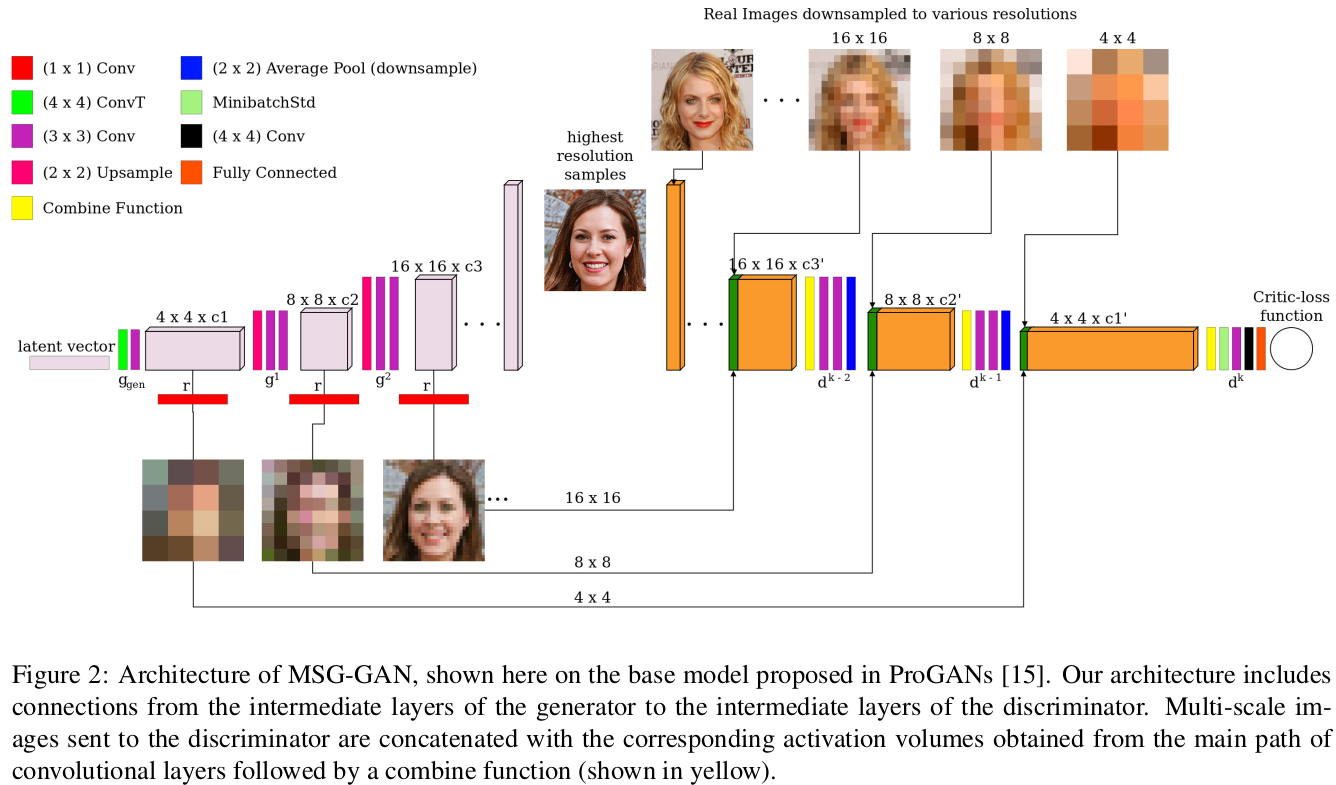 Real Images downsampled to various resolutions
16 x 16
8 x 8
4 x 4
(1 x 1) Conv
(2 x 2) Average Pool (downsample)
(4 x 4) ConvT
MinibatchStd
(3 x 3) Conv
(4 x 4) Conv
(2 x 2) Upsample
Fully Connected
Combine Function
highest
resolution
samples
latent vector
g_gen
4 x 4 x c1
r
g^1
8 x 8 x c2
r
g^2
16 x 16 x c3
r
. . .
. . .
. . .
16 x 16 x c3'
d^k - 2
8 x 8 x c2'
d^k - 1
4 x 4 x c1'
d^k
Critic-loss
function
...
16 x 16
8 x 8
4 x 4
Figure 2: Architecture of MSG-GAN, shown here on the base model proposed in ProGANs [15]. Our architecture includes
connections from the intermediate layers of the generator to the intermediate layers of the discriminator. Multi-scale im-
ages sent to the discriminator are concatenated with the corresponding activation volumes obtained from the main path of
convolutional layers followed by a combine function (shown in yellow).